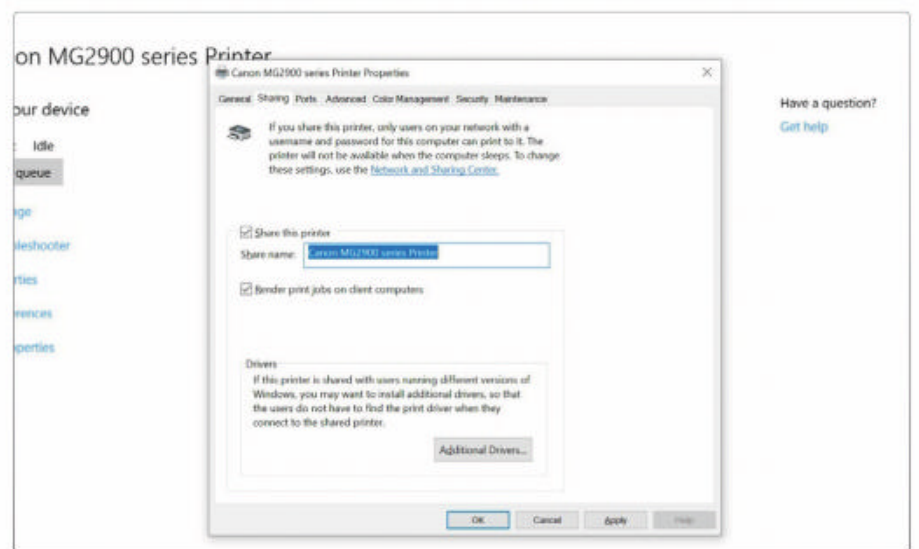 on MG2900 series Printer
our device
: Idle
queue
ge
leshooter
rties
erences
operties
Canon MG2900 series Printer Properties
General Sharing Ports Advanced Color Management Security Maintenance
If you share this printer, only users on your network with a
username and password for this computer can print to it. The
printer will not be available when the computer sleeps. To change
these settings, use the Network and Sharing Center.
Share this printer
Share name: Canon MG2900 series Printer
Render print jobs on client computers
Drivers
If this printer is shared with users running different versions of
Windows, you may want to install additional drivers, so that
the users do not have to find the print driver when they
connect to the shared printer.
Additional Drivers...
OK Cancel Apply Help
Have a question?
Get help